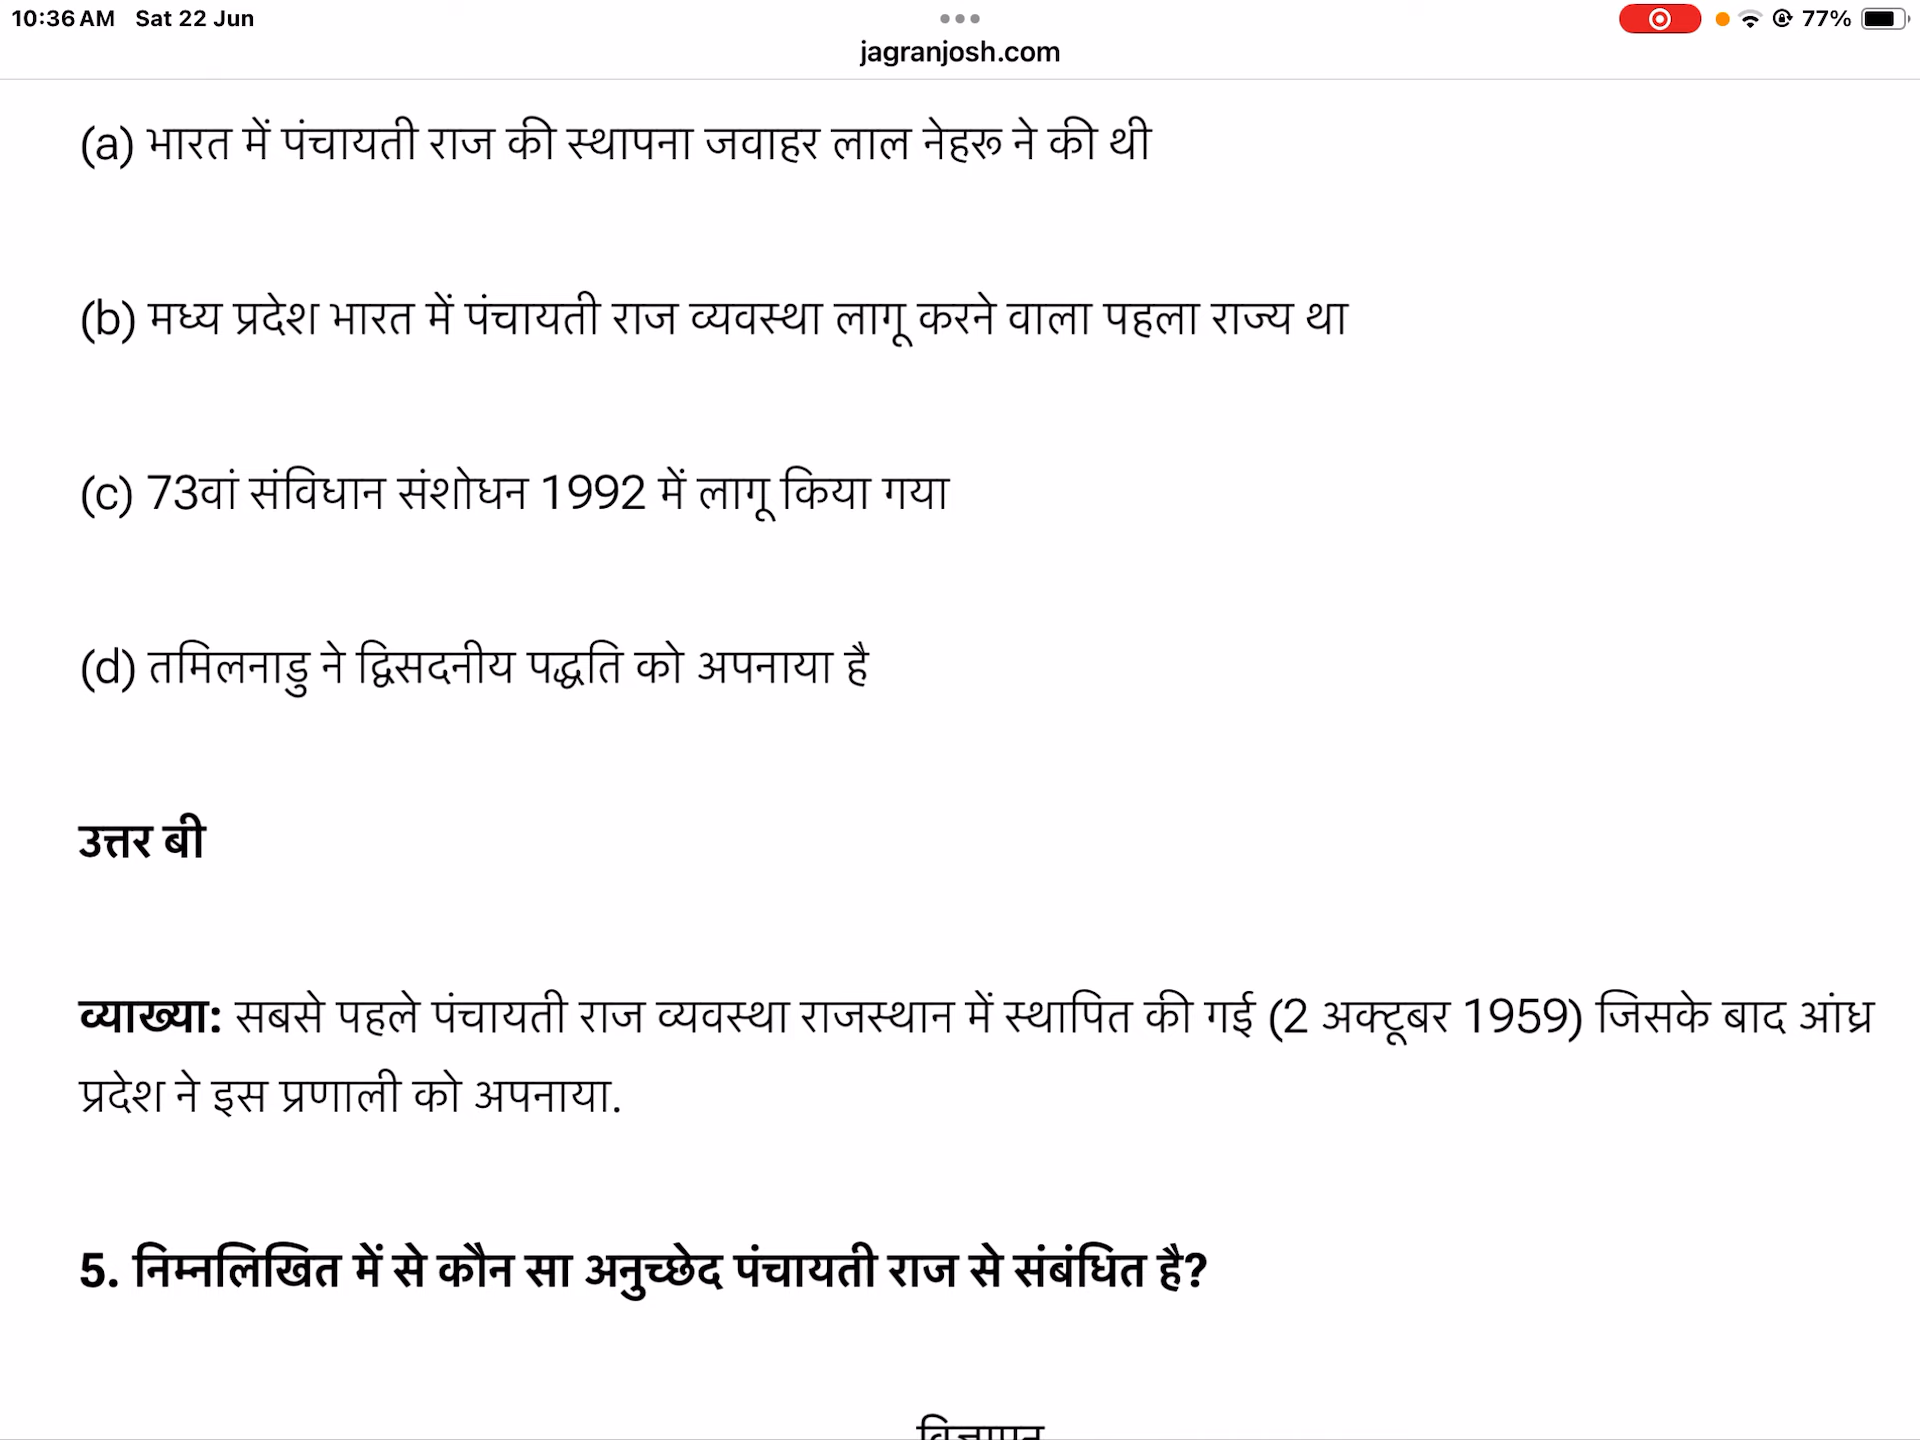 10:36 AM Sat 22 Jun
77%
jagranjosh.com
(a) भारत में पंचायती राज की स्थापना जवाहर लाल नेहरू ने की थी
(b) मध्य प्रदेश भारत में पंचायती राज व्यवस्था लागू करने वाला पहला राज्य था
(c) 73वां संविधान संशोधन 1992 में लागू किया गया
(d) तमिलनाडु ने द्विसदनीय पद्धति को अपनाया है
उत्तर बी
व्याख्या: सबसे पहले पंचायती राज व्यवस्था राजस्थान में स्थापित की गई (2 अक्टूबर 1959) जिसके बाद आंध्र
प्रदेश ने इस प्रणाली को अपनाया.
5. निम्नलिखित में से कौन सा अनुच्छेद पंचायती राज से संबंधित है?
विज्ञापन